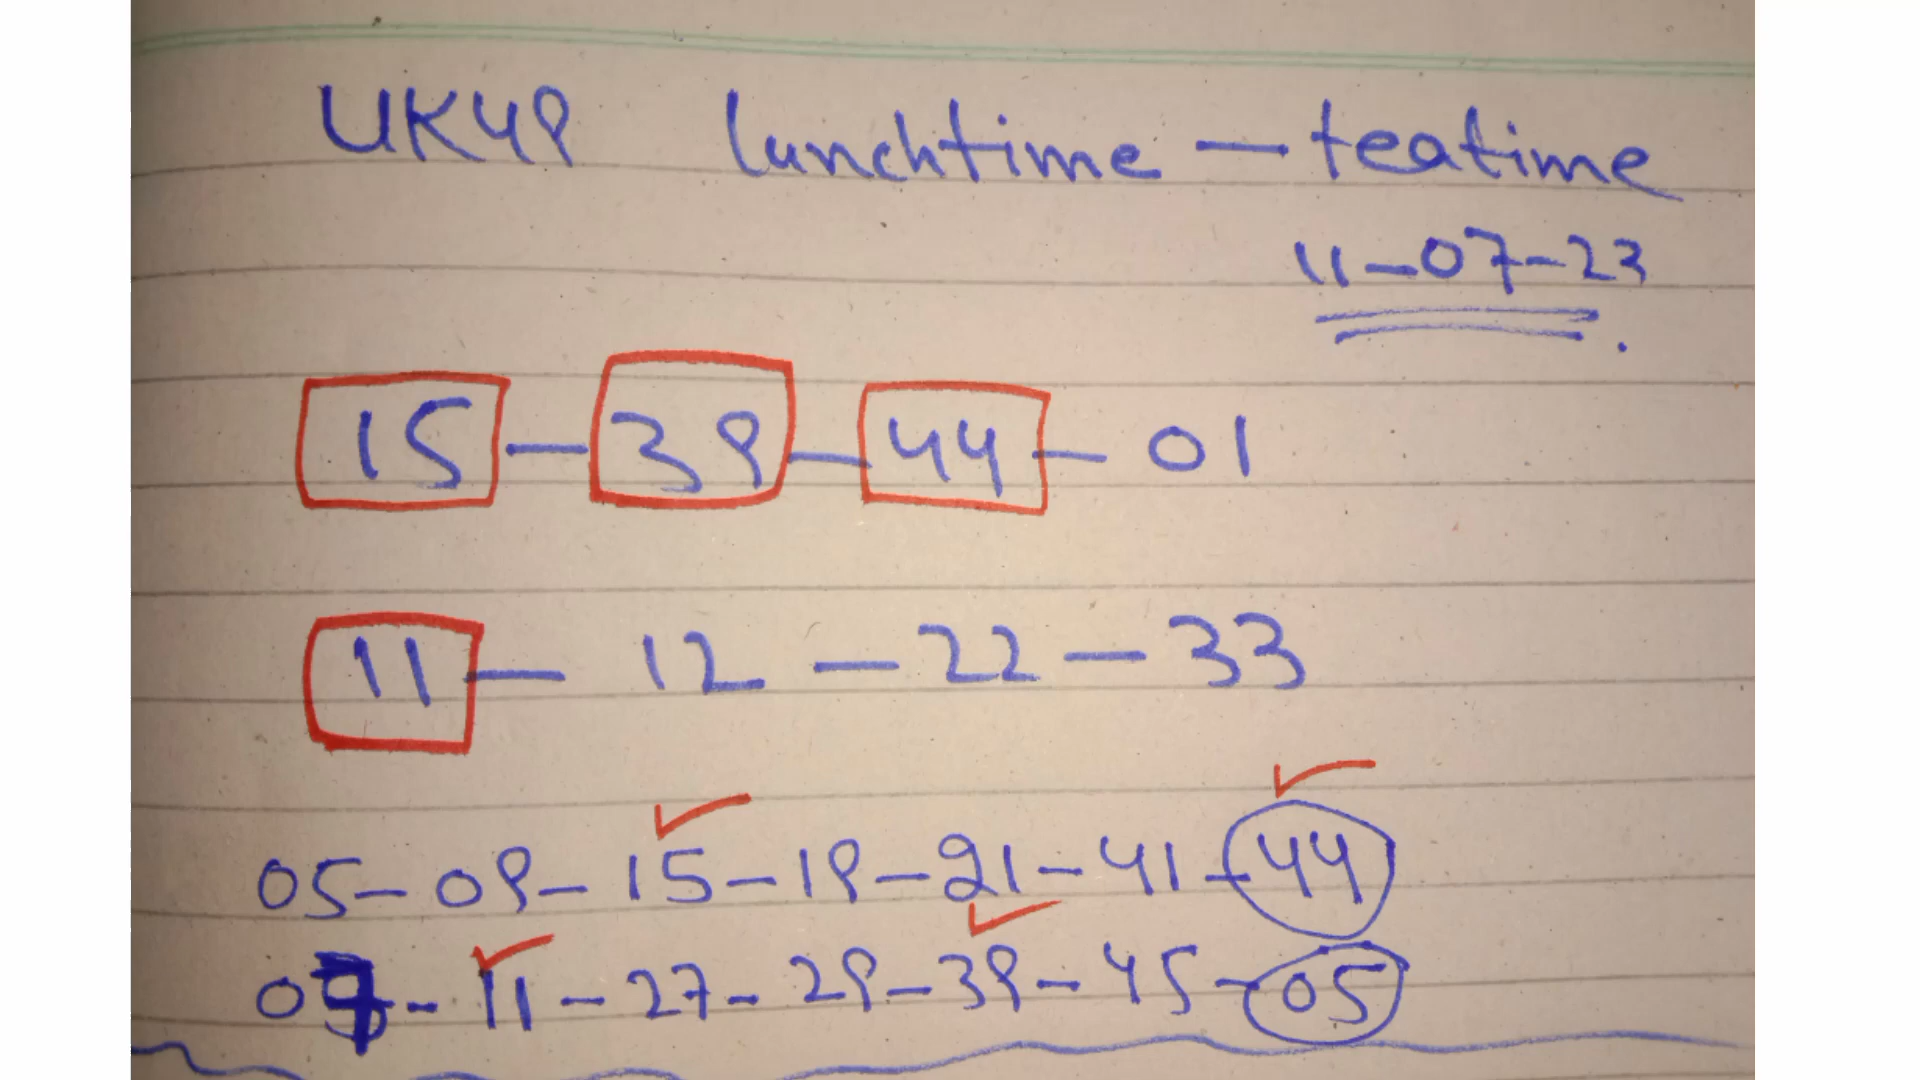 UK49 lunchtime – teatime
11-07-23
15 – 39 – 44 – 01
11 – 12 – 22 – 33
05 – 09 – 15 – 19 – 21 – 41 – 44
07 – 11 – 27 – 29 – 39 – 45 – 05